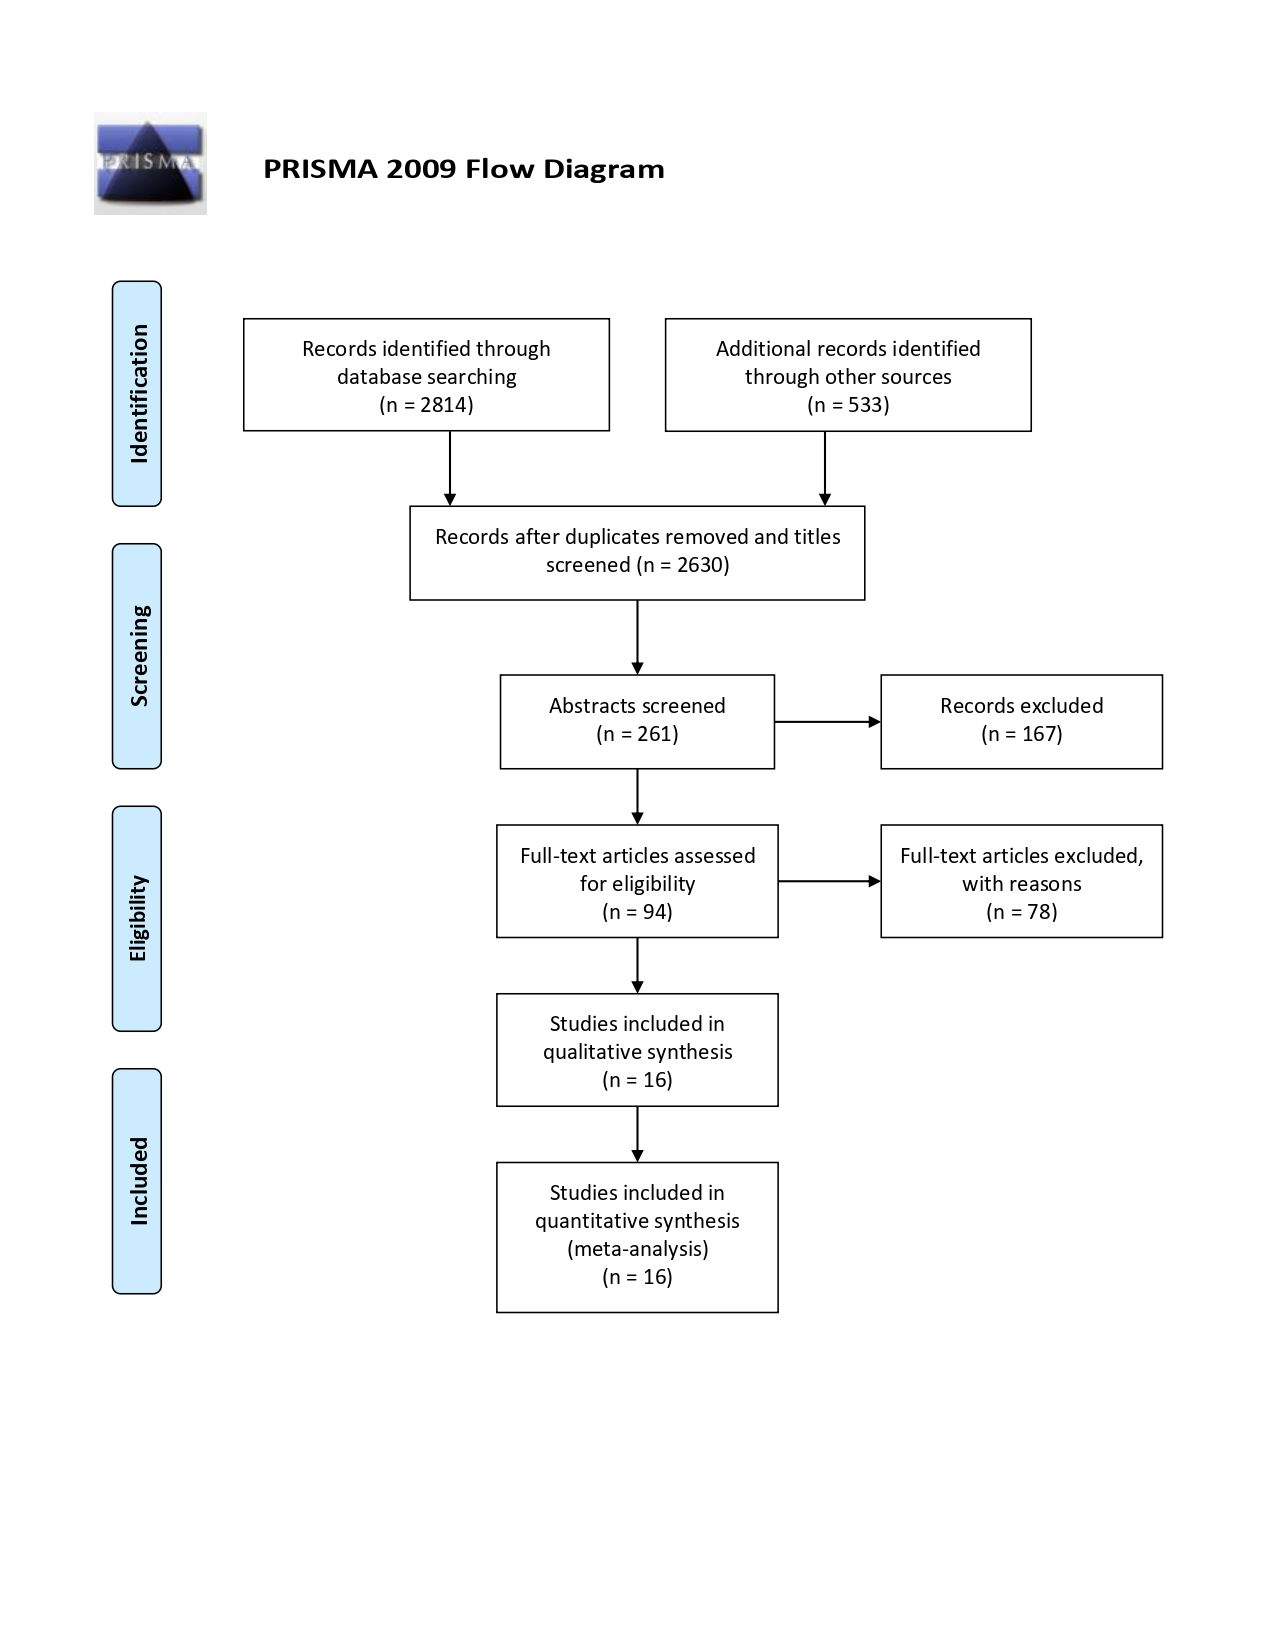 PRISMA
PRISMA 2009 Flow Diagram
Identification
Records identified through
database searching
(n = 2814)
Additional records identified
through other sources
(n = 533)
Records after duplicates removed and titles
screened (n = 2630)
Screening
Abstracts screened
(n = 261)
Records excluded
(n = 167)
Eligibility
Full-text articles assessed
for eligibility
(n = 94)
Full-text articles excluded,
with reasons
(n = 78)
Studies included in
qualitative synthesis
(n = 16)
Included
Studies included in
quantitative synthesis
(meta-analysis)
(n = 16)